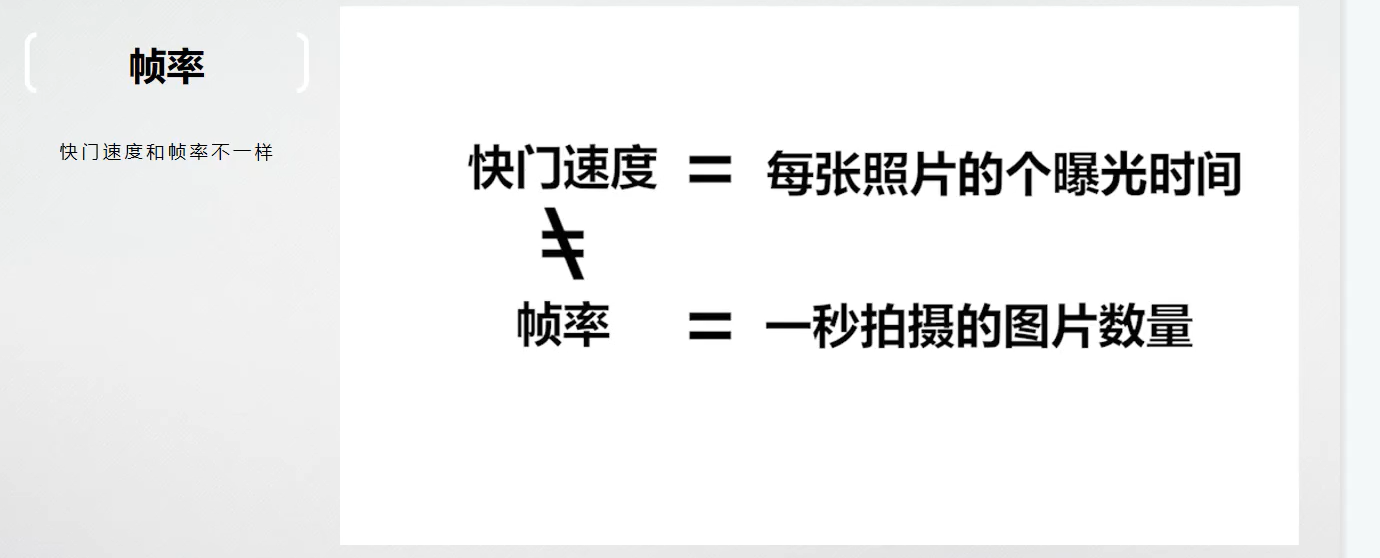 帧率
快门速度和帧率不一样
快门速度 = 每张照片的个曝光时间
≠
帧率 = 一秒拍摄的图片数量